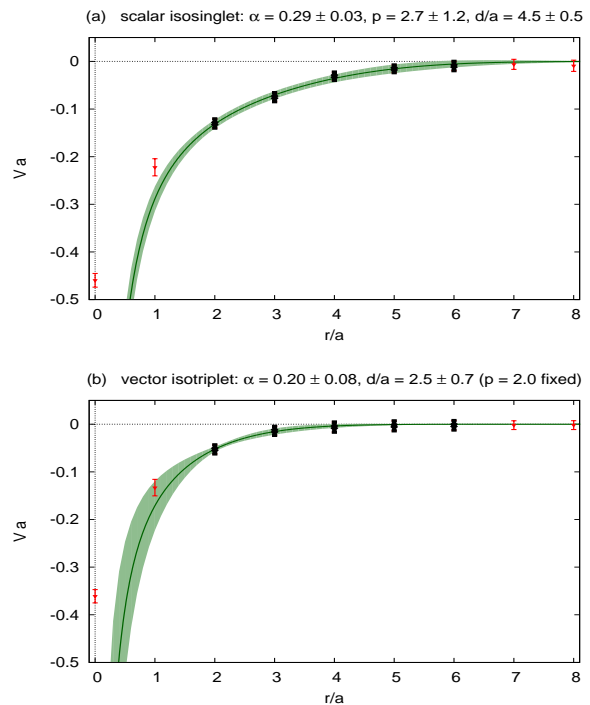 (a) scalar isosinglet: α = 0.29 ± 0.03, p = 2.7 ± 1.2, d/a = 4.5 ± 0.5
0
-0.1
-0.2
-0.3
-0.4
-0.5
V a
0 1 2 3 4 5 6 7 8
r/a
(b) vector isotriplet: α = 0.20 ± 0.08, d/a = 2.5 ± 0.7 (p = 2.0 fixed)
0
-0.1
-0.2
-0.3
-0.4
-0.5
V a
0 1 2 3 4 5 6 7 8
r/a